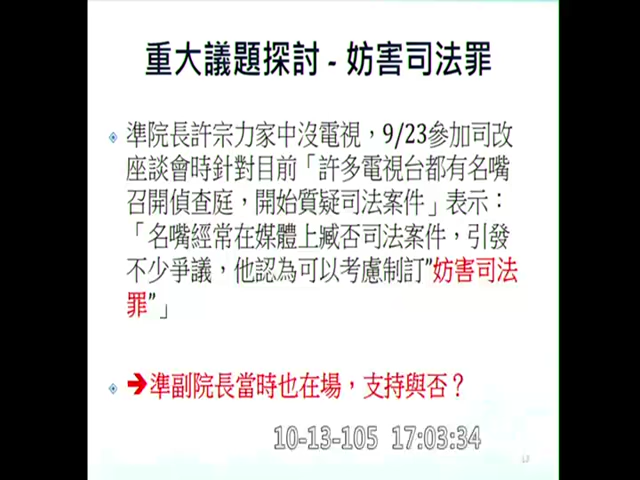 重大議題探討 - 妨害司法罪
準院長許宗力家中沒電視，9/23參加司改
座談會時針對目前「許多電視台都有名嘴
召開偵查庭，開始質疑司法案件」表示：
「名嘴經常在媒體上臧否司法案件，引發
不少爭議，他認為可以考慮制訂"妨害司法
罪"」
➔準副院長當時也在場，支持與否？
10-13-105 17:03:34